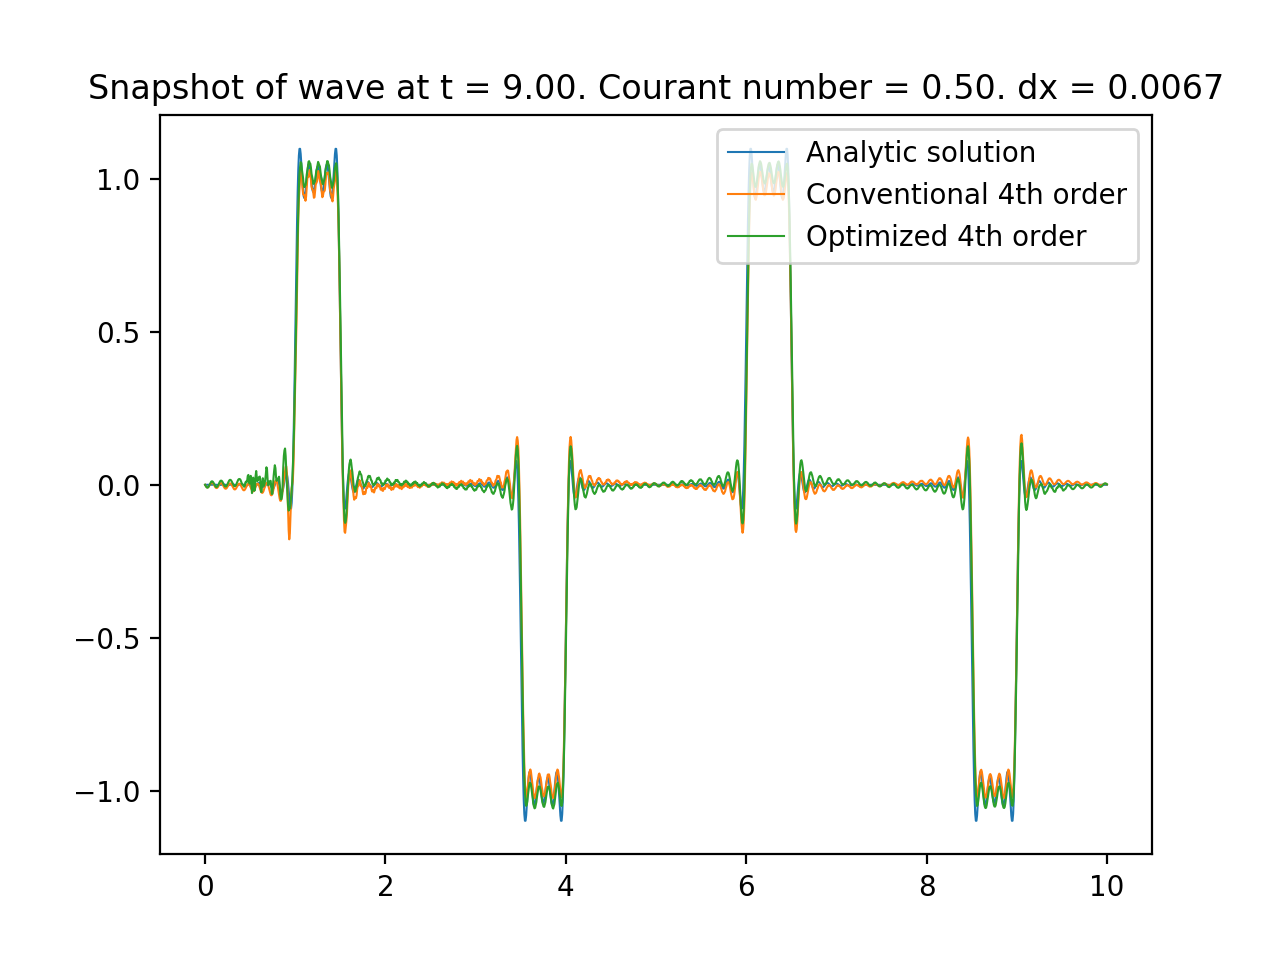 Snapshot of wave at t = 9.00. Courant number = 0.50. dx = 0.0067
Analytic solution
Conventional 4th order
Optimized 4th order
1.0
0.5
0.0
−0.5
−1.0
0 2 4 6 8 10